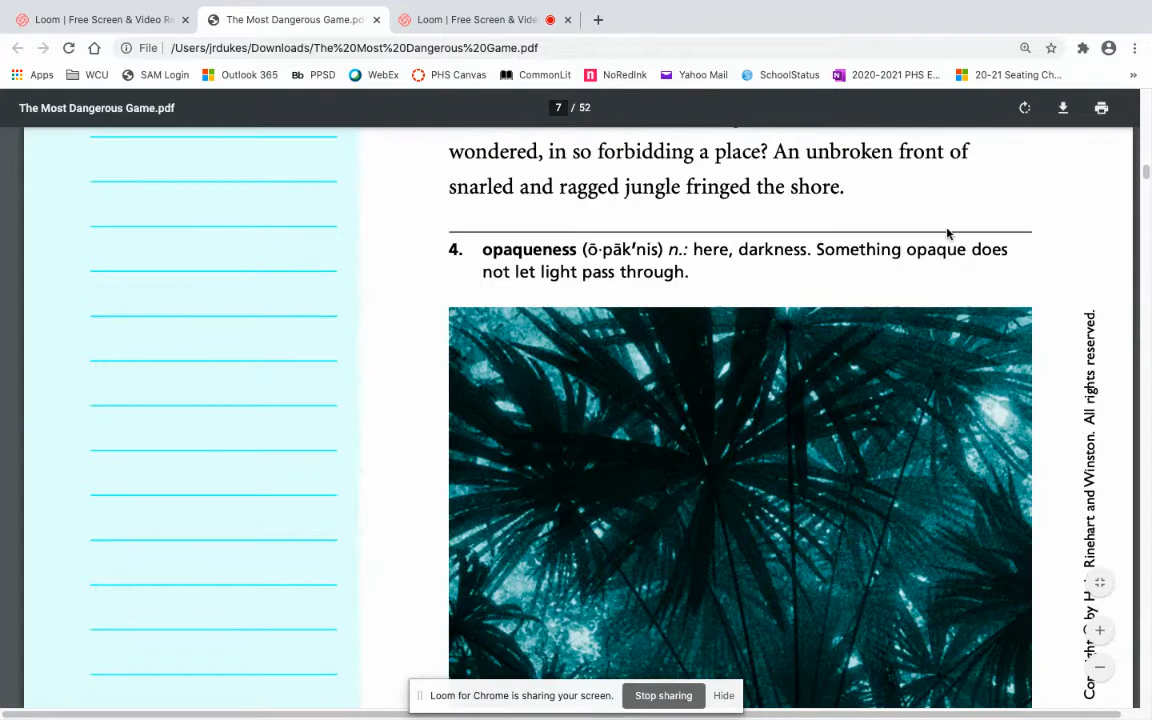 Loom | Free Screen & Video Re
The Most Dangerous Game.pd
Loom | Free Screen & Vide
File
/Users/jrdukes/Downloads/The%20Most%20Dangerous%20Game.pdf
Apps
WCU
SAM Login
Outlook 365
Bb PPSD
WebEx
PHS Canvas
CommonLit
NoRedInk
Yahoo Mail
SchoolStatus
2020-2021 PHS E...
20-21 Seating Ch...
»
The Most Dangerous Game.pdf
7 / 52
wondered, in so forbidding a place? An unbroken front of
snarled and ragged jungle fringed the shore.
4. opaqueness (ō·pāk′nis) n.: here, darkness. Something opaque does
not let light pass through.
by
Rinehart and Winston. All rights reserved.
Loom for Chrome is sharing your screen.
Stop sharing
Hide